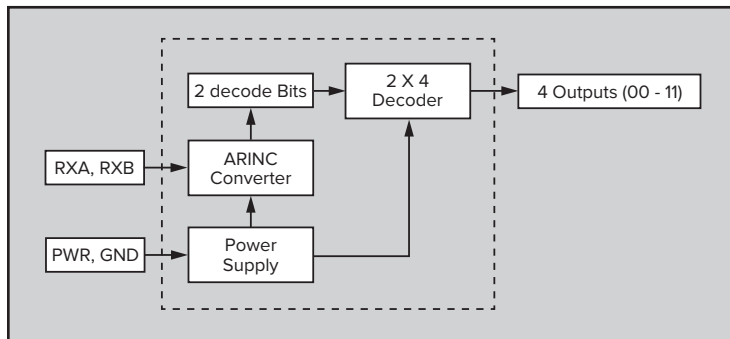 2 decode Bits
2 X 4
Decoder
4 Outputs (00 - 11)
RXA, RXB
ARINC
Converter
PWR, GND
Power
Supply